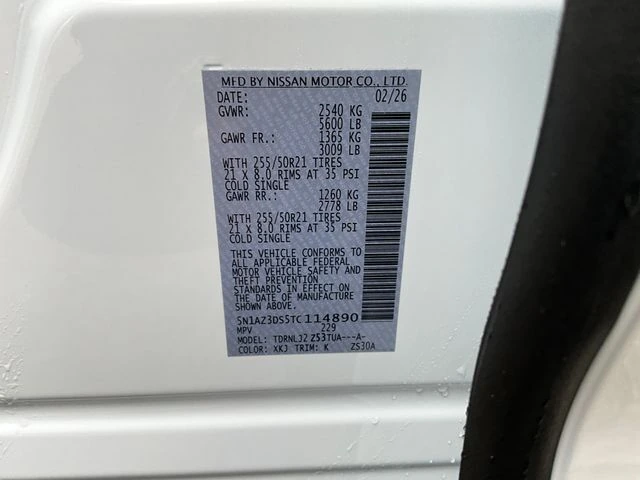 MFD BY NISSAN MOTOR CO., LTD.
DATE: 02/26
GVWR: 2540 KG
5600 LB
GAWR FR.: 1365 KG
3009 LB
WITH 255/50R21 TIRES
21 X 8.0 RIMS AT 35 PSI
COLD SINGLE
GAWR RR.: 1260 KG
2778 LB
WITH 255/50R21 TIRES
21 X 8.0 RIMS AT 35 PSI
COLD SINGLE
THIS VEHICLE CONFORMS TO
ALL APPLICABLE FEDERAL
MOTOR VEHICLE SAFETY AND
THEFT PREVENTION
STANDARDS IN EFFECT ON
THE DATE OF MANUFACTURE
SHOWN ABOVE.
5N1AZ3DS5TC114890
MPV 229
MODEL: TDRNLJ2 Z53TUA---A-
COLOR: XKJ TRIM: K ZS30A